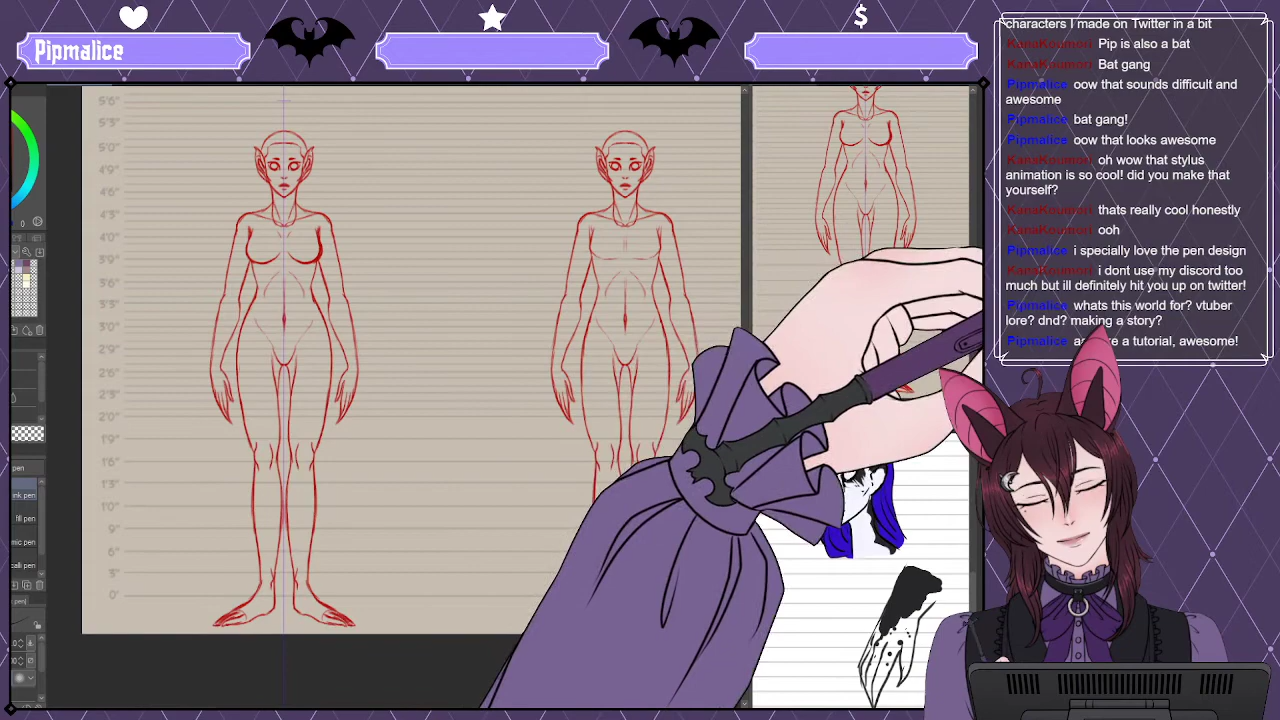 $
Pipmalice
characters I made on Twitter in a bit
KanaKoumori Pip is also a bat
KanaKoumori Bat gang
Pipmalice oow that sounds difficult and
awesome
Pipmalice bat gang!
Pipmalice oow that looks awesome
KanaKoumori oh wow that stylus
animation is so cool! did you make that
yourself?
KanaKoumori thats really cool honestly
KanaKoumori ooh
Pipmalice i specially love the pen design
KanaKoumori i dont use my discord too
much but ill definitely hit you up on twitter!
Pipmalice whats this world for? vtuber
lore? dnd? making a story?
Pipmalice a tutorial, awesome!
5'6"
5'3"
5'0"
4'9"
4'6"
4'3"
4'0"
3'9"
3'6"
3'3"
3'0"
2'9"
2'6"
2'3"
2'0"
1'9"
1'6"
1'3"
1'0"
9"
6"
3"
0'
0
pen
ink pen
fill pen
pen
pen